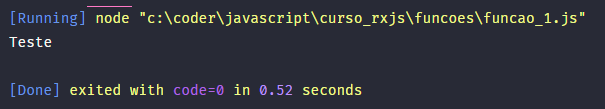 [Running] node "c:\coder\javascript\curso_rxjs\funcoes\funcao_1.js"
Teste
[Done] exited with code=0 in 0.52 seconds